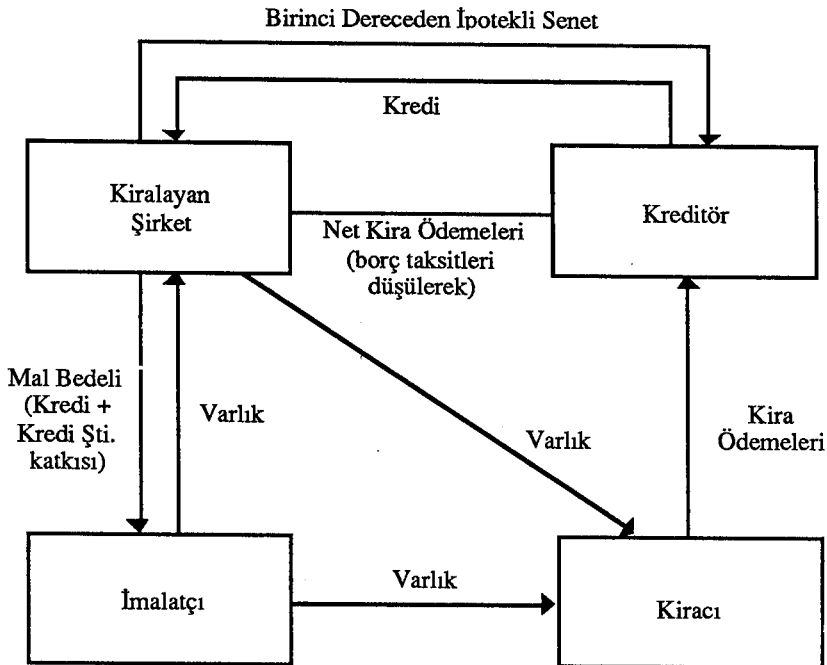 Birinci Dereceden İpotekli Senet
Kredi
Kiralayan
Şirket
Kreditör
Net Kira Ödemeleri
(borç taksitleri
düşülerek)
Mal Bedeli
(Kredi +
Kredi Şti.
katkısı)
Varlık
Varlık
Kira
Ödemeleri
İmalatçı
Varlık
Kiracı